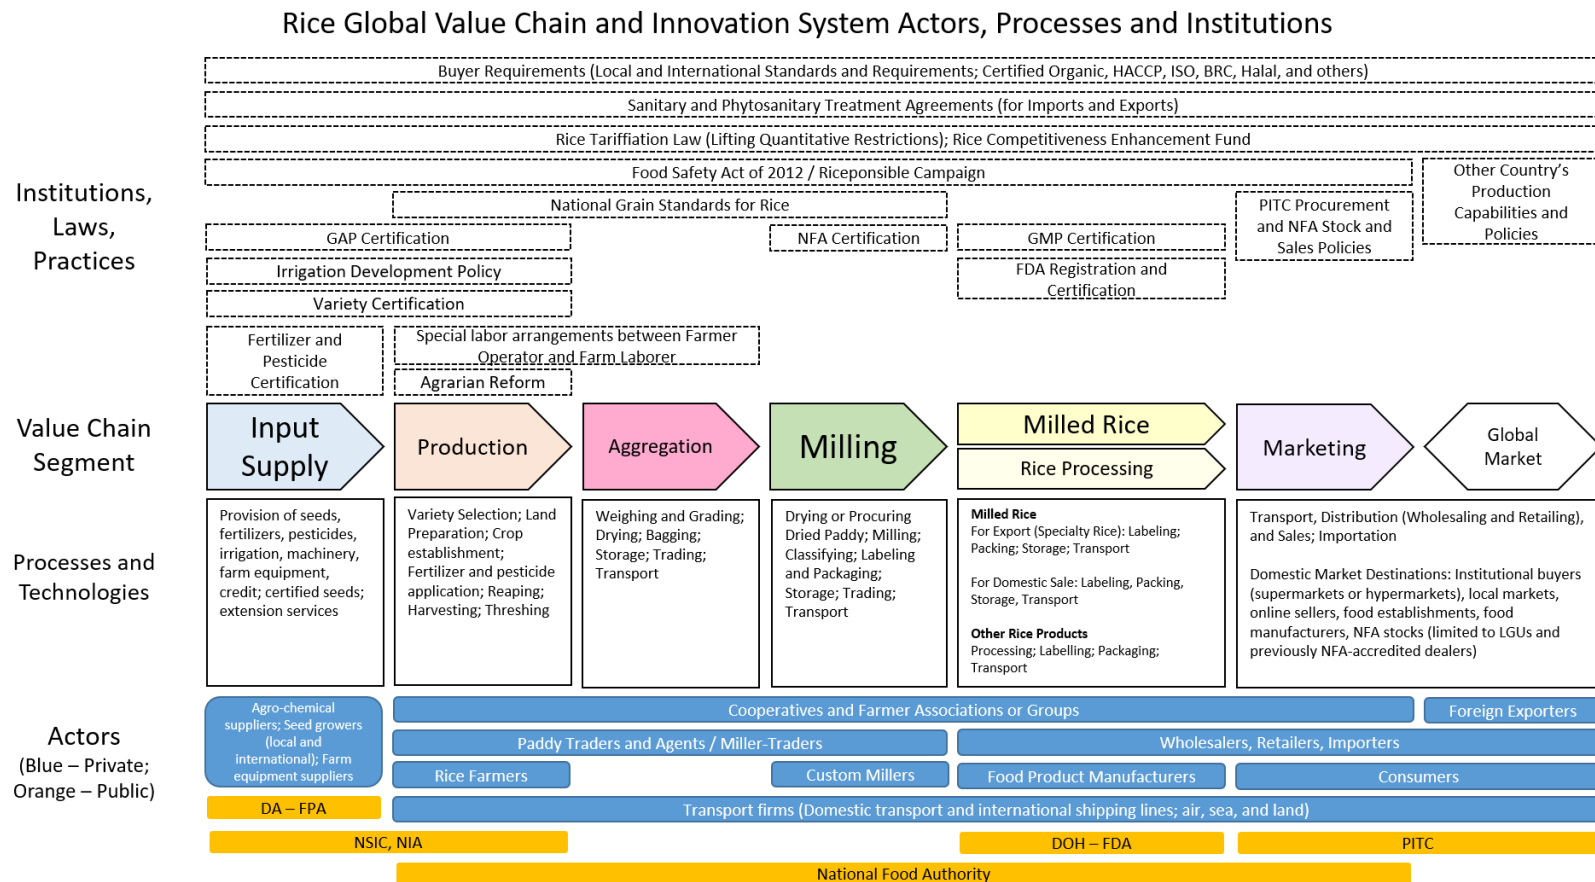 Rice Global Value Chain and Innovation System Actors, Processes and Institutions
Buyer Requirements (Local and International Standards and Requirements; Certified Organic, HACCP, ISO, BRC, Halal, and others)
Sanitary and Phytosanitary Treatment Agreements (for Imports and Exports)
Rice Tariffiation Law (Lifting Quantitative Restrictions); Rice Competitiveness Enhancement Fund
Food Safety Act of 2012 / Riceponsible Campaign
Other Country's
Production
Capabilities and
Policies
Institutions,
Laws,
Practices
National Grain Standards for Rice
PITC Procurement
and NFA Stock and
Sales Policies
GAP Certification
NFA Certification
GMP Certification
Irrigation Development Policy
FDA Registration and
Certification
Variety Certification
Fertilizer and
Pesticide
Certification
Special labor arrangements between Farmer
Operator and Farm Laborer
Agrarian Reform
Value Chain
Segment
Input
Supply
Production
Aggregation
Milling
Milled Rice
Rice Processing
Marketing
Global
Market
Processes and
Technologies
Provision of seeds,
fertilizers, pesticides,
irrigation, machinery,
farm equipment,
credit; certified seeds;
extension services
Variety Selection; Land
Preparation; Crop
establishment;
Fertilizer and pesticide
application; Reaping;
Harvesting; Threshing
Weighing and Grading;
Drying; Bagging;
Storage; Trading;
Transport
Drying or Procuring
Dried Paddy; Milling;
Classifying; Labeling
and Packaging;
Storage; Trading;
Transport
Milled Rice
For Export (Specialty Rice): Labeling;
Packing; Storage; Transport
For Domestic Sale: Labeling, Packing,
Storage, Transport
Other Rice Products
Processing; Labelling; Packaging;
Transport
Transport, Distribution (Wholesaling and Retailing),
and Sales; Importation
Domestic Market Destinations: Institutional buyers
(supermarkets or hypermarkets), local markets,
online sellers, food establishments, food
manufacturers, NFA stocks (limited to LGUs and
previously NFA-accredited dealers)
Actors
(Blue – Private;
Orange – Public)
Agro-chemical
suppliers; Seed growers
(local and
international); Farm
equipment suppliers
Cooperatives and Farmer Associations or Groups
Foreign Exporters
Paddy Traders and Agents / Miller-Traders
Wholesalers, Retailers, Importers
Rice Farmers
Custom Millers
Food Product Manufacturers
Consumers
DA – FPA
Transport firms (Domestic transport and international shipping lines; air, sea, and land)
NSIC, NIA
DOH – FDA
PITC
National Food Authority